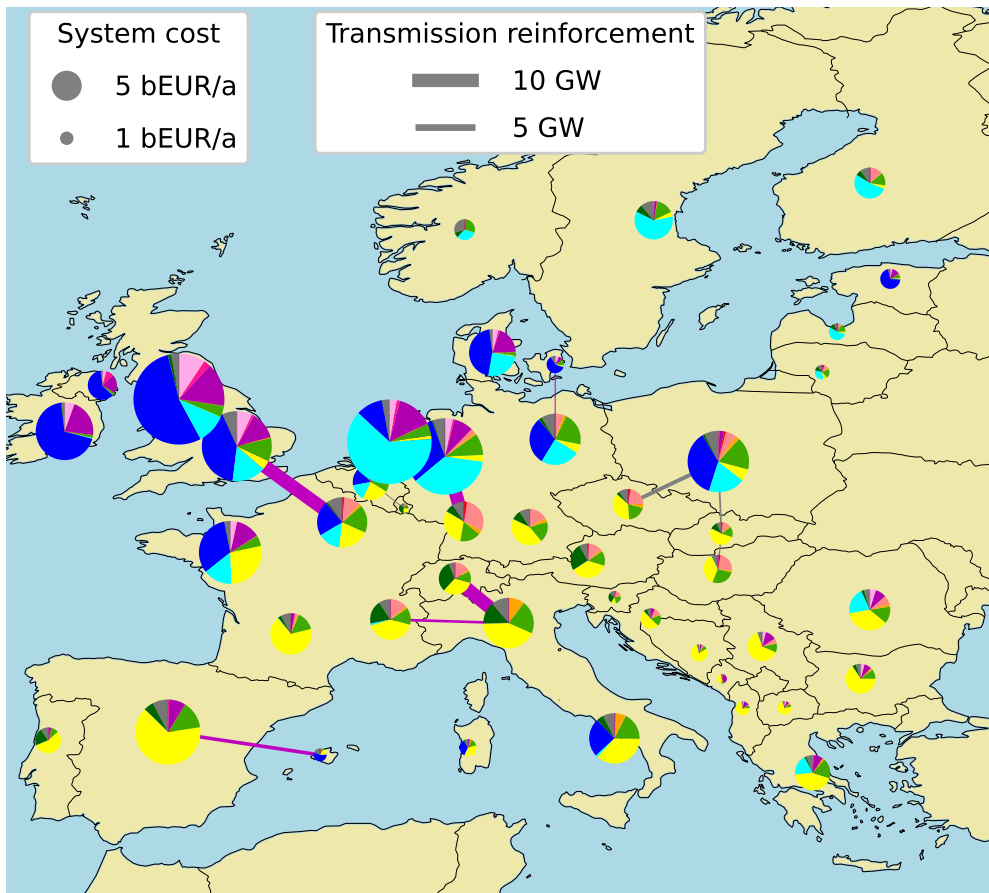 System cost
5 bEUR/a
1 bEUR/a
Transmission reinforcement
10 GW
5 GW